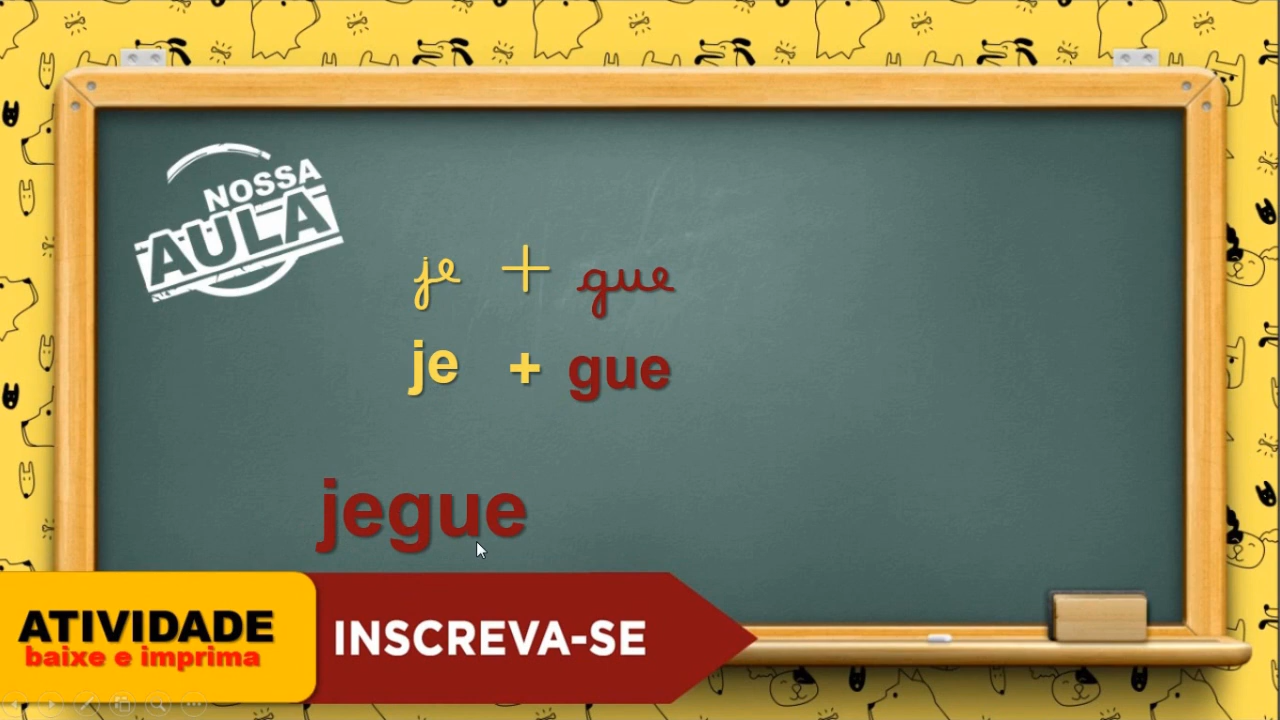 NOSSA
AULA
je + gue
je + gue
jegue
ATIVIDADE
baixe e imprima
INSCREVA-SE